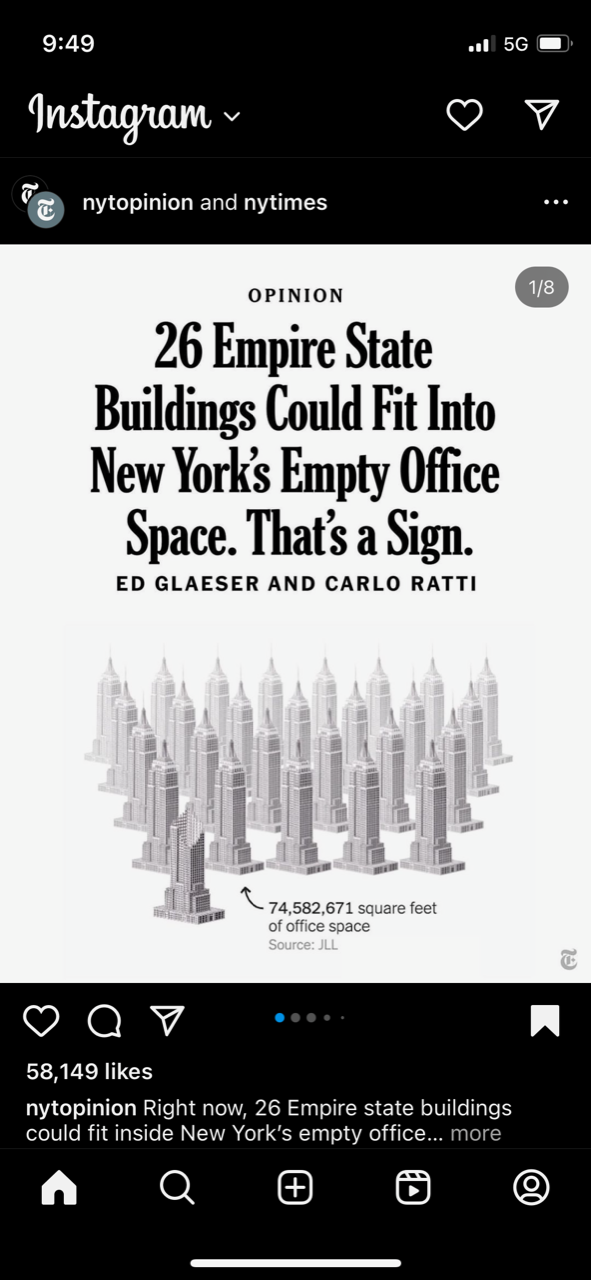 9:49
5G
Instagram
nytopinion and nytimes
1/8
OPINION
26 Empire State
Buildings Could Fit Into
New York’s Empty Office
Space. That’s a Sign.
ED GLAESER AND CARLO RATTI
74,582,671 square feet
of office space
Source: JLL
58,149 likes
nytopinion Right now, 26 Empire state buildings
could fit inside New York’s empty office... more